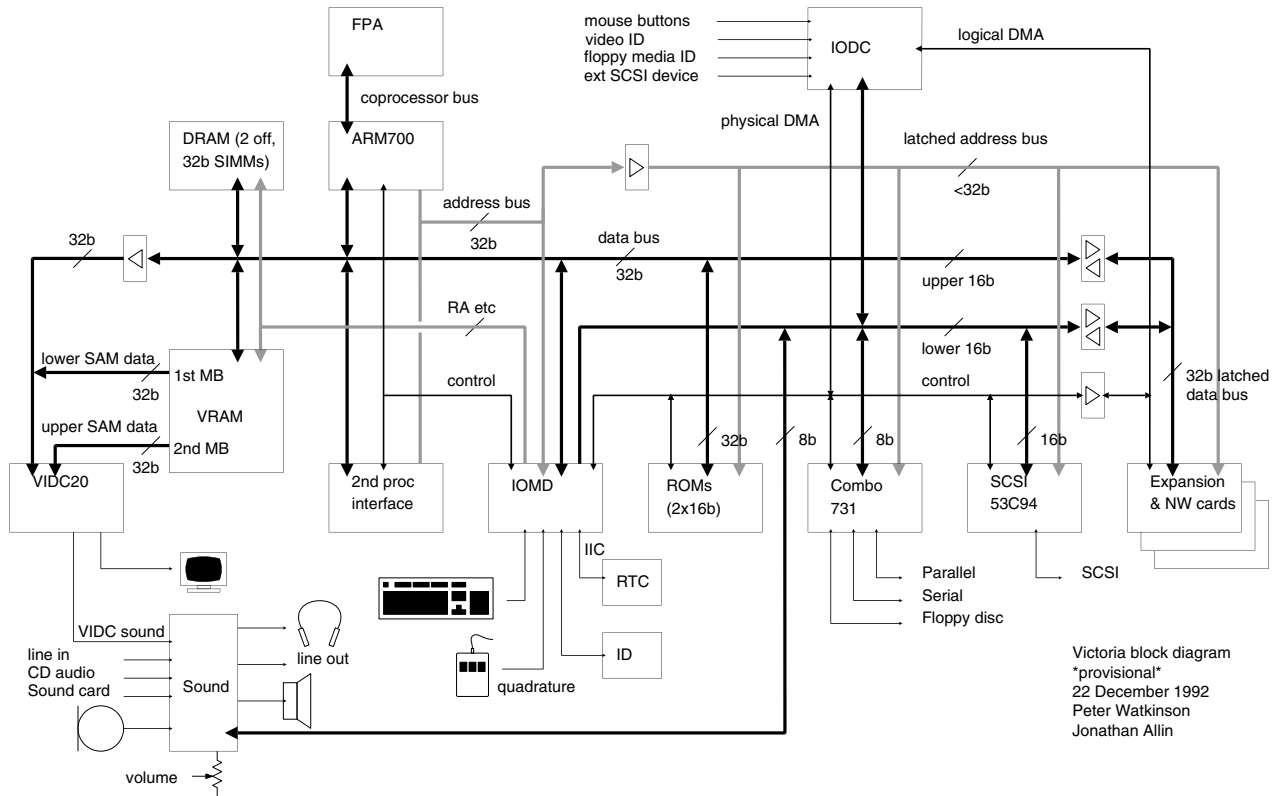 FPA
mouse buttons
video ID
floppy media ID
ext SCSI device
IODC
logical DMA
coprocessor bus
physical DMA
DRAM (2 off,
32b SIMMs)
ARM700
latched address bus
<32b
address bus
32b
32b
data bus
32b
upper 16b
RA etc
lower 16b
lower SAM data
32b
1st MB
VRAM
control
control
32b latched
data bus
upper SAM data
32b
2nd MB
32b
8b
8b
16b
VIDC20
2nd proc
interface
IOMD
ROMs
(2x16b)
Combo
731
SCSI
53C94
Expansion
& NW cards
IIC
RTC
Parallel
Serial
Floppy disc
SCSI
VIDC sound
line in
CD audio
Sound card
Sound
line out
quadrature
ID
volume
Victoria block diagram
*provisional*
22 December 1992
Peter Watkinson
Jonathan Allin